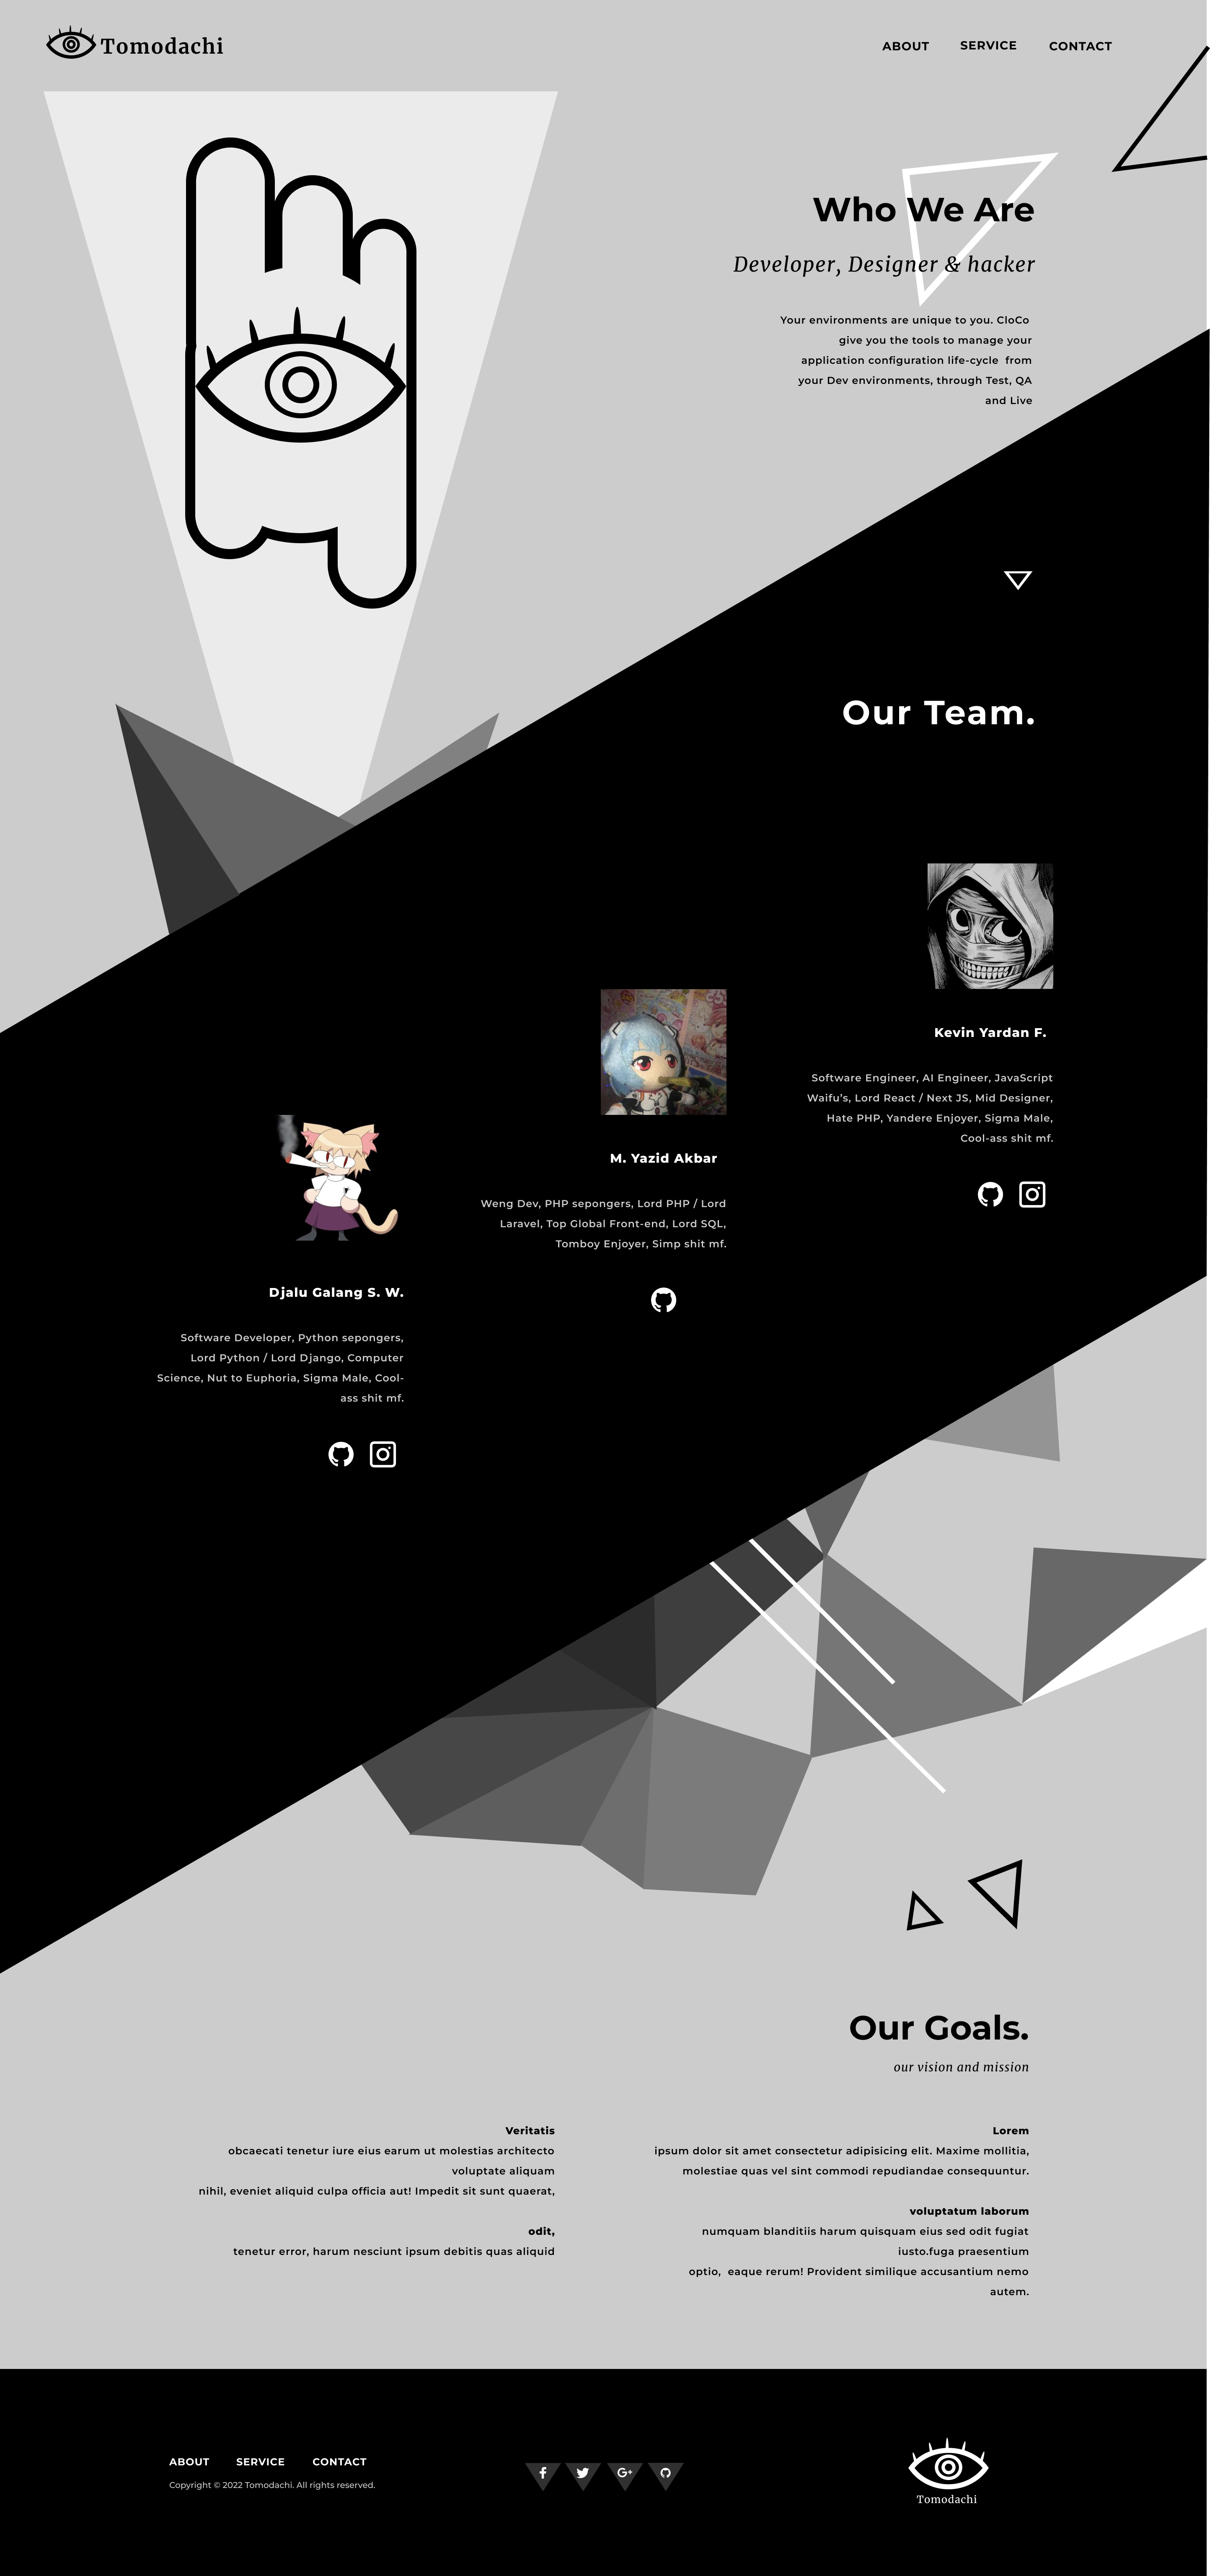 Tomodachi
ABOUT SERVICE CONTACT
Who We Are
Developer, Designer & hacker
Your environments are unique to you. CloCo
give you the tools to manage your
application configuration life-cycle  from
your Dev environments, through Test, QA
and Live
Our Team.
Kevin Yardan F.
Software Engineer, AI Engineer, JavaScript
Waifu's, Lord React / Next JS, Mid Designer,
Hate PHP, Yandere Enjoyer, Sigma Male,
Cool-ass shit mf.
M. Yazid Akbar
Weng Dev, PHP sepongers, Lord PHP / Lord
Laravel, Top Global Front-end, Lord SQL,
Tomboy Enjoyer, Simp shit mf.
Djalu Galang S. W.
Software Developer, Python sepongers,
Lord Python / Lord Django, Computer
Science, Nut to Euphoria, Sigma Male, Cool-
ass shit mf.
Our Goals.
our vision and mission
Veritatis
obcaecati tenetur iure eius earum ut molestias architecto
voluptate aliquam
nihil, eveniet aliquid culpa officia aut! Impedit sit sunt quaerat,
odit,
tenetur error, harum nesciunt ipsum debitis quas aliquid
Lorem
ipsum dolor sit amet consectetur adipisicing elit. Maxime mollitia,
molestiae quas vel sint commodi repudiandae consequuntur.
voluptatum laborum
numquam blanditiis harum quisquam eius sed odit fugiat
iusto.fuga praesentium
optio,  eaque rerum! Provident similique accusantium nemo
autem.
ABOUT SERVICE CONTACT
Copyright © 2022 Tomodachi. All rights reserved.
Tomodachi